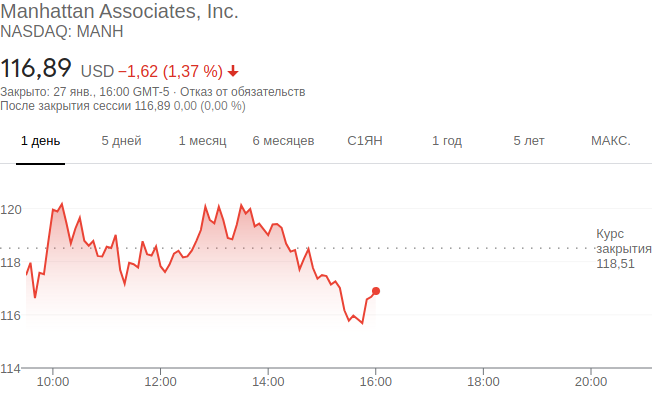 Manhattan Associates, Inc.
NASDAQ: MANH
116,89 USD −1,62 (1,37 %)
Закрыто: 27 янв., 16:00 GMT-5 · Отказ от обязательств
После закрытия сессии 116,89 0,00 (0,00 %)
1 день 5 дней 1 месяц 6 месяцев С1ЯН 1 год 5 лет МАКС.
120
Курс
закрытия
118,51
118
116
114
10:00 12:00 14:00 16:00 18:00 20:00